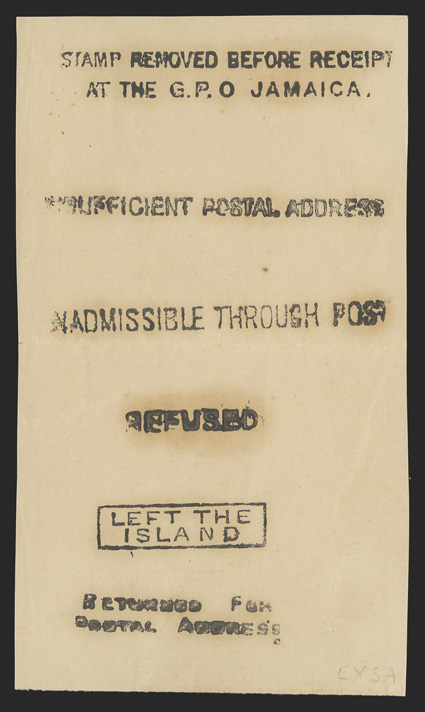 STAMP REMOVED BEFORE RECEIPT
AT THE G.P.O JAMAICA.
INSUFFICIENT POSTAL ADDRESS
INADMISSIBLE THROUGH POST
REFUSED
LEFT THE
ISLAND
RETURNED FOR
POSTAL ADDRESS
EXSA